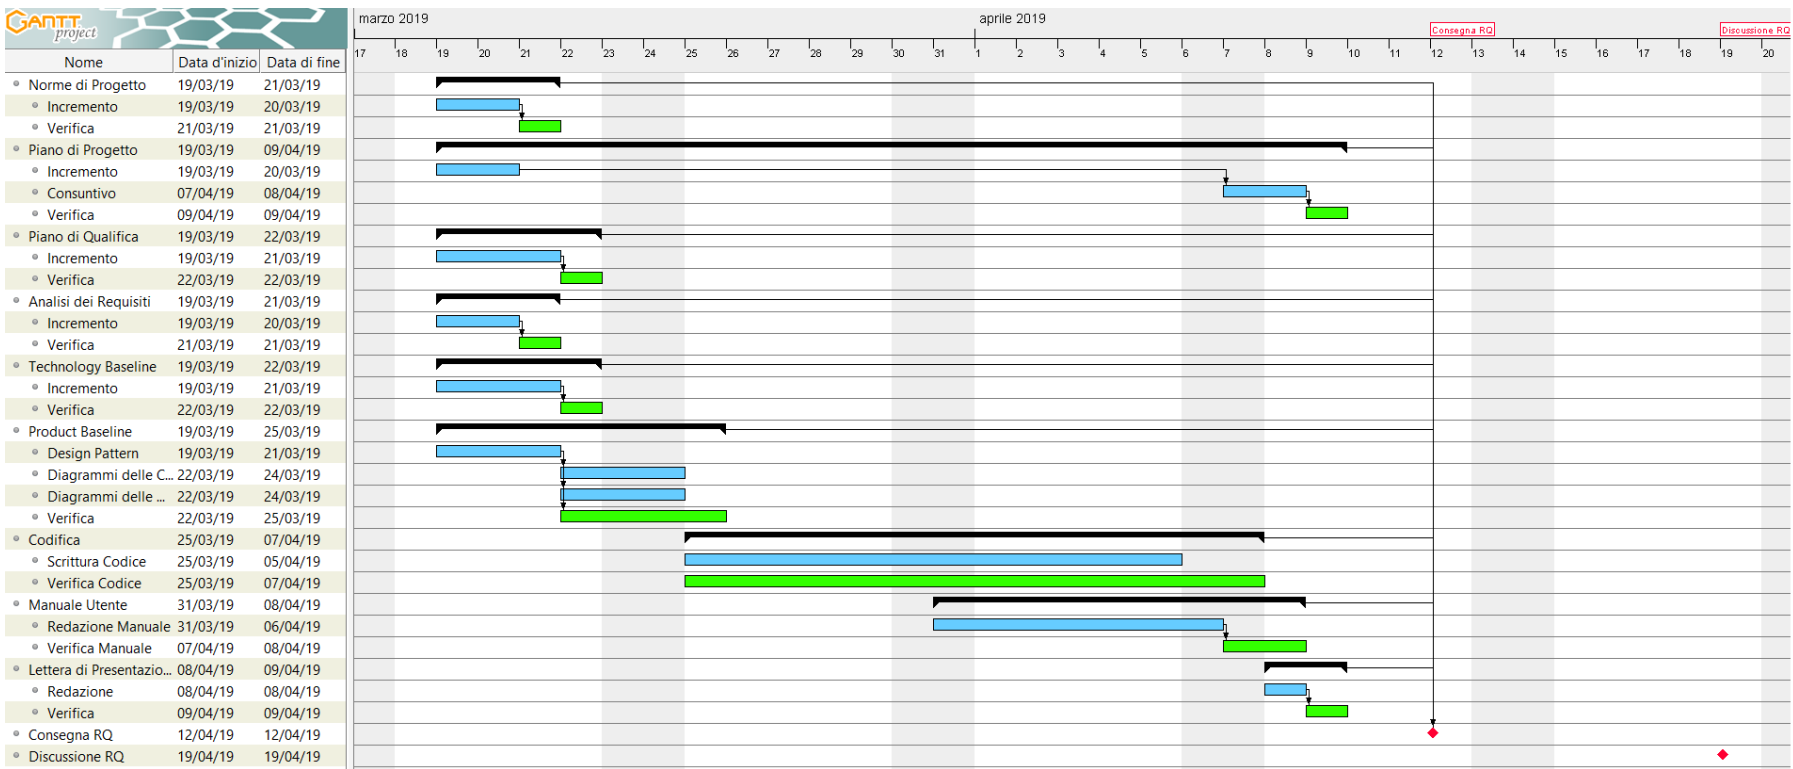 GANTT
project
marzo 2019
aprile 2019
Consegna RQ
Discussione RQ
17 18 19 20 21 22 23 24 25 26 27 28 29 30 31 1 2 3 4 5 6 7 8 9 10 11 12 13 14 15 16 17 18 19 20
Nome Data d'inizio Data di fine
Norme di Progetto 19/03/19 21/03/19
Incremento 19/03/19 20/03/19
Verifica 21/03/19 21/03/19
Piano di Progetto 19/03/19 09/04/19
Incremento 19/03/19 20/03/19
Consuntivo 07/04/19 08/04/19
Verifica 09/04/19 09/04/19
Piano di Qualifica 19/03/19 22/03/19
Incremento 19/03/19 21/03/19
Verifica 22/03/19 22/03/19
Analisi dei Requisiti 19/03/19 21/03/19
Incremento 19/03/19 20/03/19
Verifica 21/03/19 21/03/19
Technology Baseline 19/03/19 22/03/19
Incremento 19/03/19 21/03/19
Verifica 22/03/19 22/03/19
Product Baseline 19/03/19 25/03/19
Design Pattern 19/03/19 21/03/19
Diagrammi delle C... 22/03/19 24/03/19
Diagrammi delle ... 22/03/19 24/03/19
Verifica 22/03/19 25/03/19
Codifica 25/03/19 07/04/19
Scrittura Codice 25/03/19 05/04/19
Verifica Codice 25/03/19 07/04/19
Manuale Utente 31/03/19 08/04/19
Redazione Manuale 31/03/19 06/04/19
Verifica Manuale 07/04/19 08/04/19
Lettera di Presentazio... 08/04/19 09/04/19
Redazione 08/04/19 08/04/19
Verifica 09/04/19 09/04/19
Consegna RQ 12/04/19 12/04/19
Discussione RQ 19/04/19 19/04/19